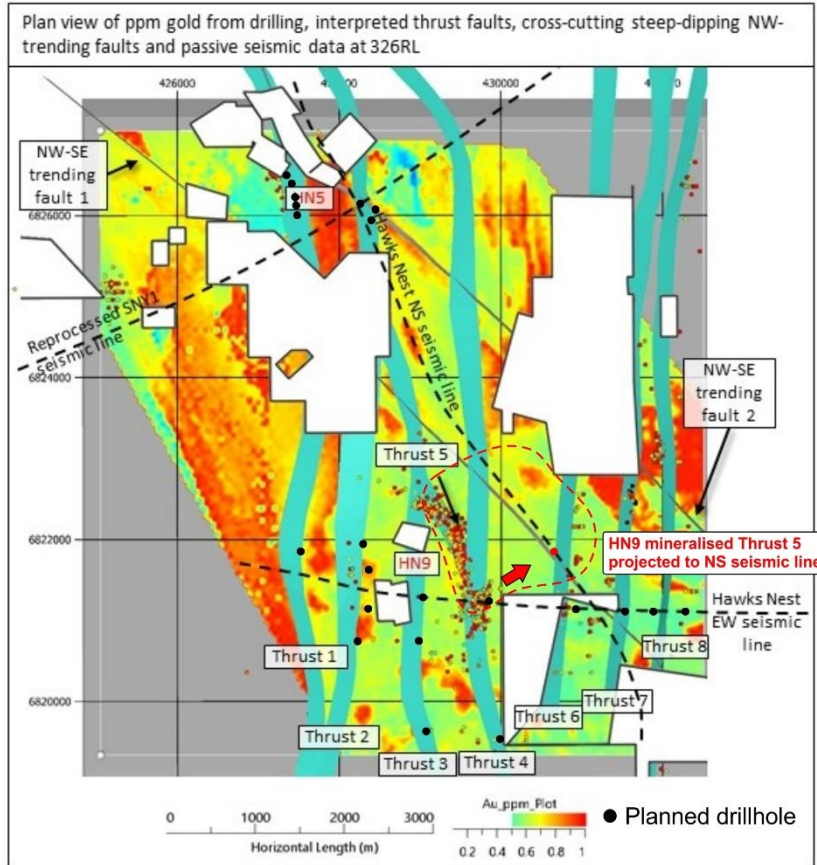 Plan view of ppm gold from drilling, interpreted thrust faults, cross-cutting steep-dipping NW-
trending faults and passive seismic data at 326RL
426000
430000
NW-SE
trending
fault 1
HN5
6826000
Hawks Nest NS seismic line
Reprocessed SNY1
seismic line
6824000
NW-SE
trending
fault 2
Thrust 5
6822000
HN9
HN9 mineralised Thrust 5
projected to NS seismic line
Hawks Nest
EW seismic
line
Thrust 1
Thrust 8
6820000
Thrust 7
Thrust 6
Thrust 2
Thrust 3
Thrust 4
0 1000 2000 3000
Horizontal Length (m)
Au_ppm_Plot
0.2 0.4 0.6 0.8 1
Planned drillhole